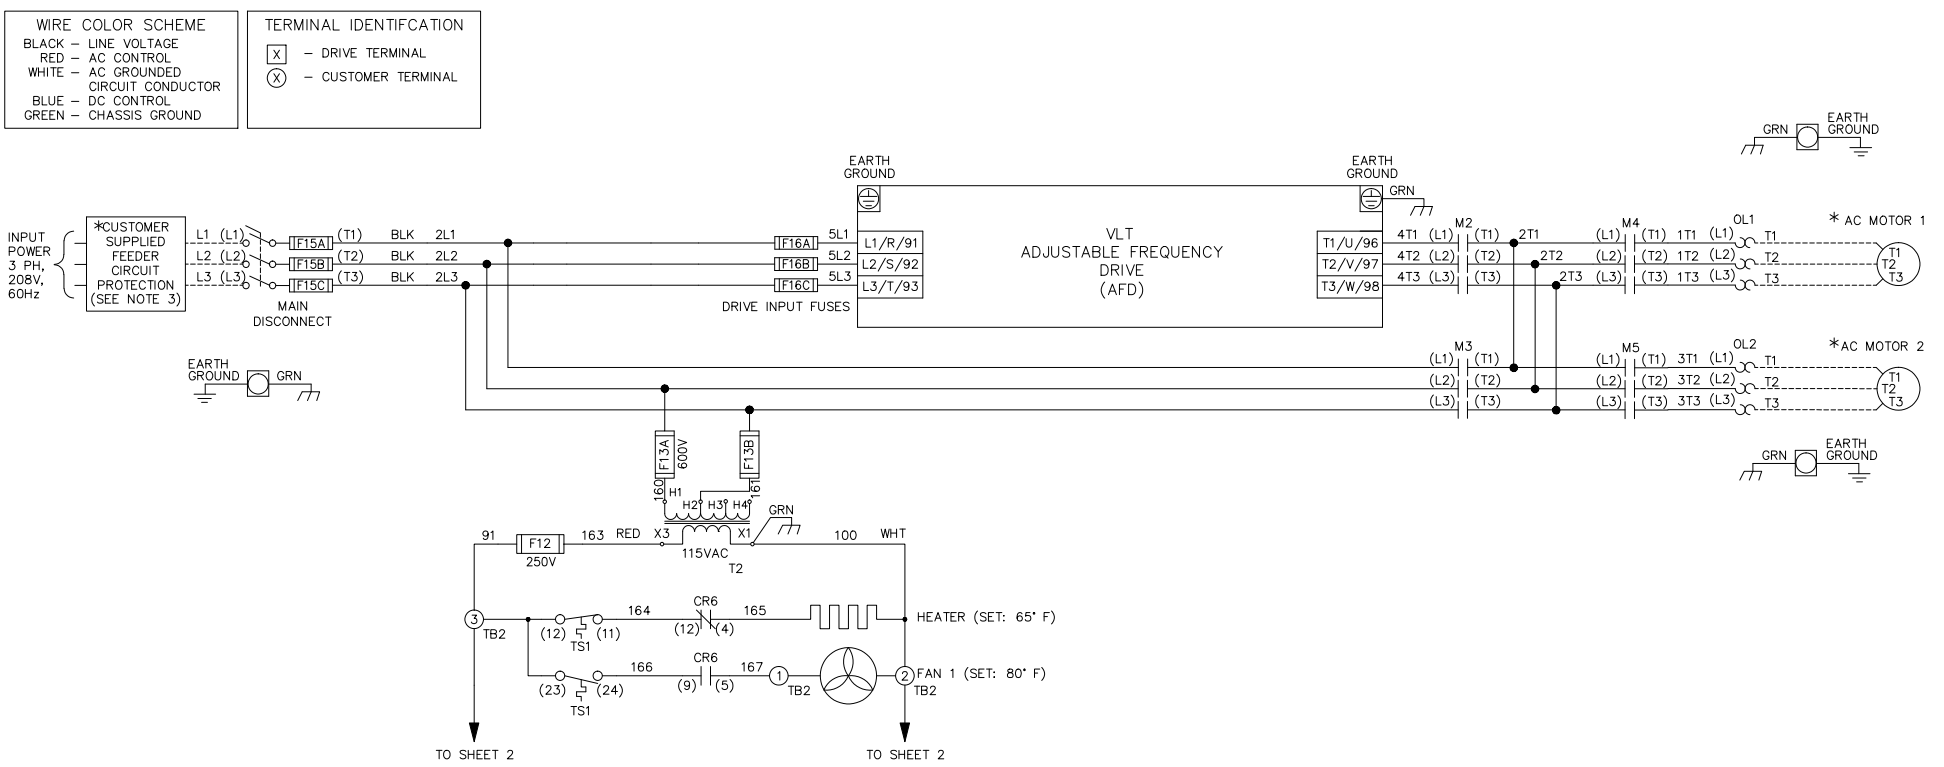 WIRE COLOR SCHEME
BLACK – LINE VOLTAGE
RED – AC CONTROL
WHITE – AC GROUNDED
CIRCUIT CONDUCTOR
BLUE – DC CONTROL
GREEN – CHASSIS GROUND
TERMINAL IDENTIFCATION
X – DRIVE TERMINAL
X – CUSTOMER TERMINAL
EARTH
GRN GROUND
EARTH
GROUND
EARTH
GROUND
GRN
INPUT
POWER
3 PH,
208V,
60Hz
*CUSTOMER
SUPPLIED
FEEDER
CIRCUIT
PROTECTION
(SEE NOTE 3)
L1 (L1) F15A (T1) BLK 2L1 F16A 5L1 L1/R/91
L2 (L2) F15B (T2) BLK 2L2 F16B 5L2 L2/S/92
L3 (L3) F15C (T3) BLK 2L3 F16C 5L3 L3/T/93
MAIN
DISCONNECT
DRIVE INPUT FUSES
VLT
ADJUSTABLE FREQUENCY
DRIVE
(AFD)
M2 M4 OL1 * AC MOTOR 1
T1/U/96 4T1 (L1) (T1) 2T1 (L1) (T1) 1T1 (L1) T1 T1
T2/V/97 4T2 (L2) (T2) 2T2 (L2) (T2) 1T2 (L2) T2 T2
T3/W/98 4T3 (L3) (T3) 2T3 (L3) (T3) 1T3 (L3) T3 T3
EARTH
GROUND GRN
M3 M5 OL2 *AC MOTOR 2
(L1) (T1) (L1) (T1) 3T1 (L1) T1 T1
(L2) (T2) (L2) (T2) 3T2 (L2) T2 T2
(L3) (T3) (L3) (T3) 3T3 (L3) T3 T3
EARTH
GRN GROUND
F13A 600V F13B
160 H1 H2 H3 H4 161
GRN
91 F12 163 RED X3 X1 100 WHT
250V 115VAC
T2
3 TB2
(12) (11) 164 CR6 (12) (4) 165 HEATER (SET: 65° F)
TS1
(23) (24) 166 CR6 (9) (5) 167 1 TB2 2 TB2 FAN 1 (SET: 80° F)
TS1
TO SHEET 2
TO SHEET 2